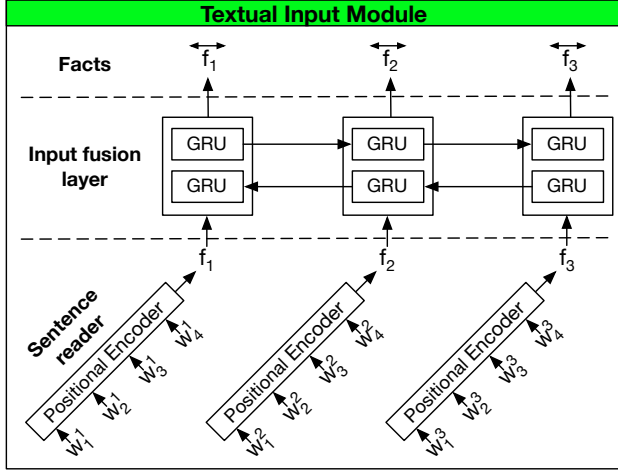 Textual Input Module
Facts
f₁ f₂ f₃
Input fusion
layer
GRU GRU GRU
GRU GRU GRU
f₁ f₂ f₃
Sentence
reader
Positional Encoder Positional Encoder Positional Encoder
w₁¹ w₂¹ w₃¹ w₄¹ w₁² w₂² w₃² w₄² w₁³ w₂³ w₃³ w₄³